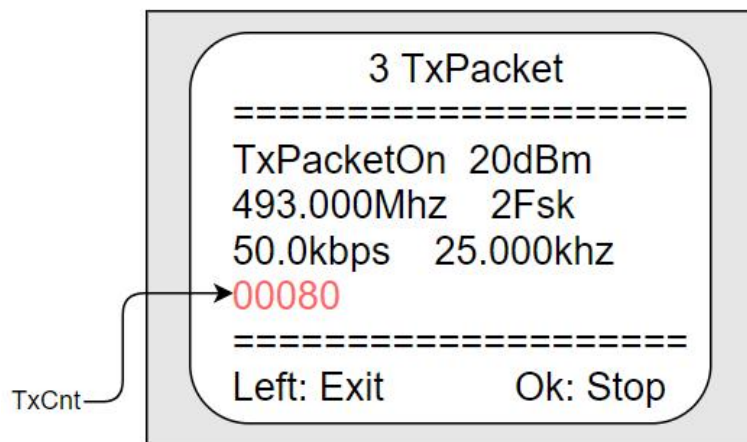 3 TxPacket
====================
TxPacketOn 20dBm
493.000Mhz 2Fsk
50.0kbps 25.000khz
00080
====================
Left: Exit Ok: Stop
TxCnt